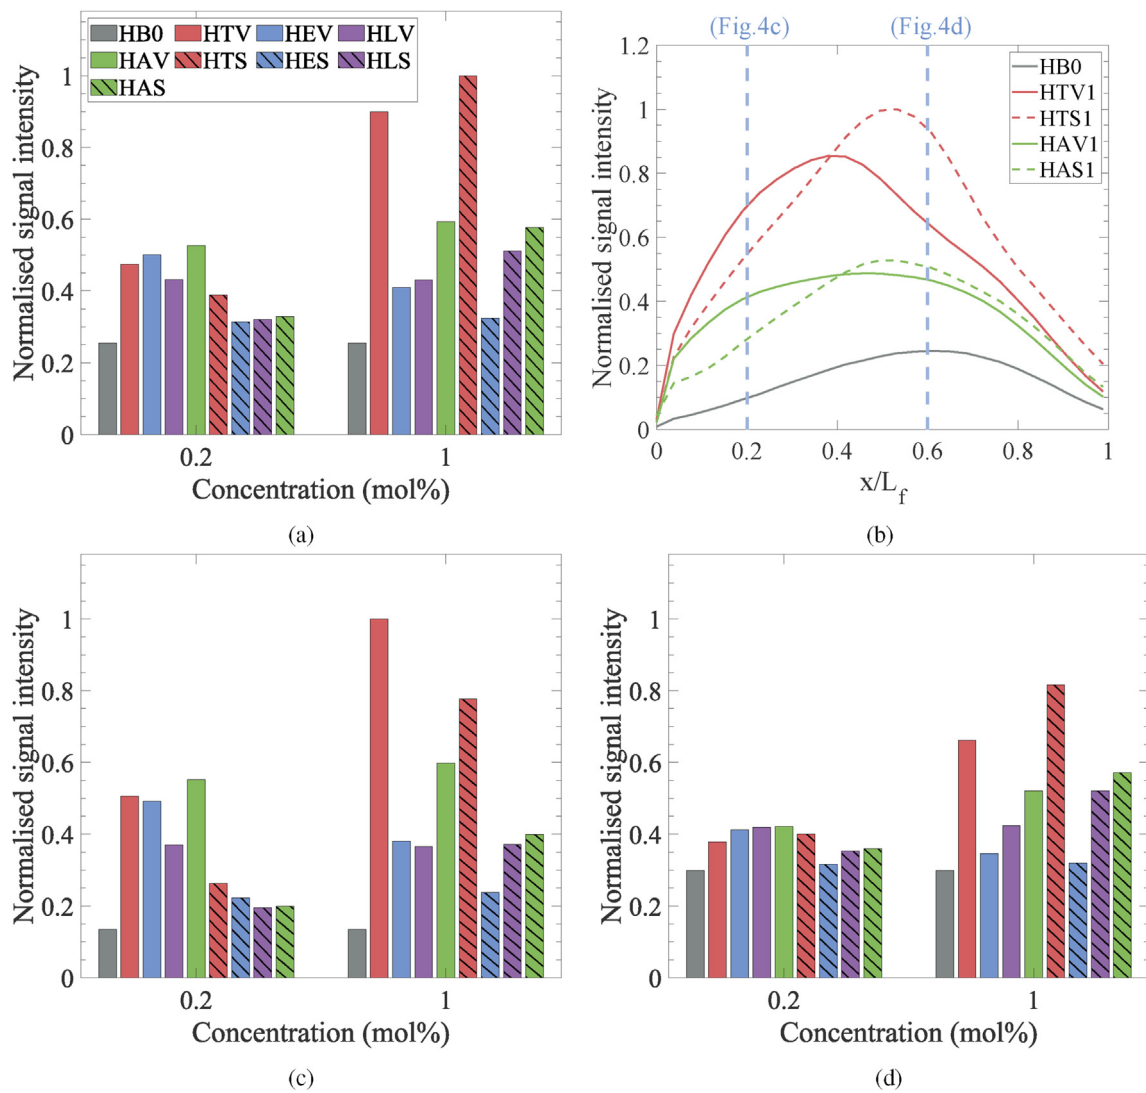 HB0 HTV HEV HLV
HAV HTS HES HLS
HAS
Normalised signal intensity
1
0.8
0.6
0.4
0.2
0
0.2 1
Concentration (mol%)
(a)
(Fig.4c) (Fig.4d)
HB0
HTV1
HTS1
HAV1
HAS1
Normalised signal intensity
1.2
1
0.8
0.6
0.4
0.2
0
0 0.2 0.4 0.6 0.8 1
x/L_f
(b)
Normalised signal intensity
1
0.8
0.6
0.4
0.2
0
0.2 1
Concentration (mol%)
(c)
Normalised signal intensity
1
0.8
0.6
0.4
0.2
0
0.2 1
Concentration (mol%)
(d)